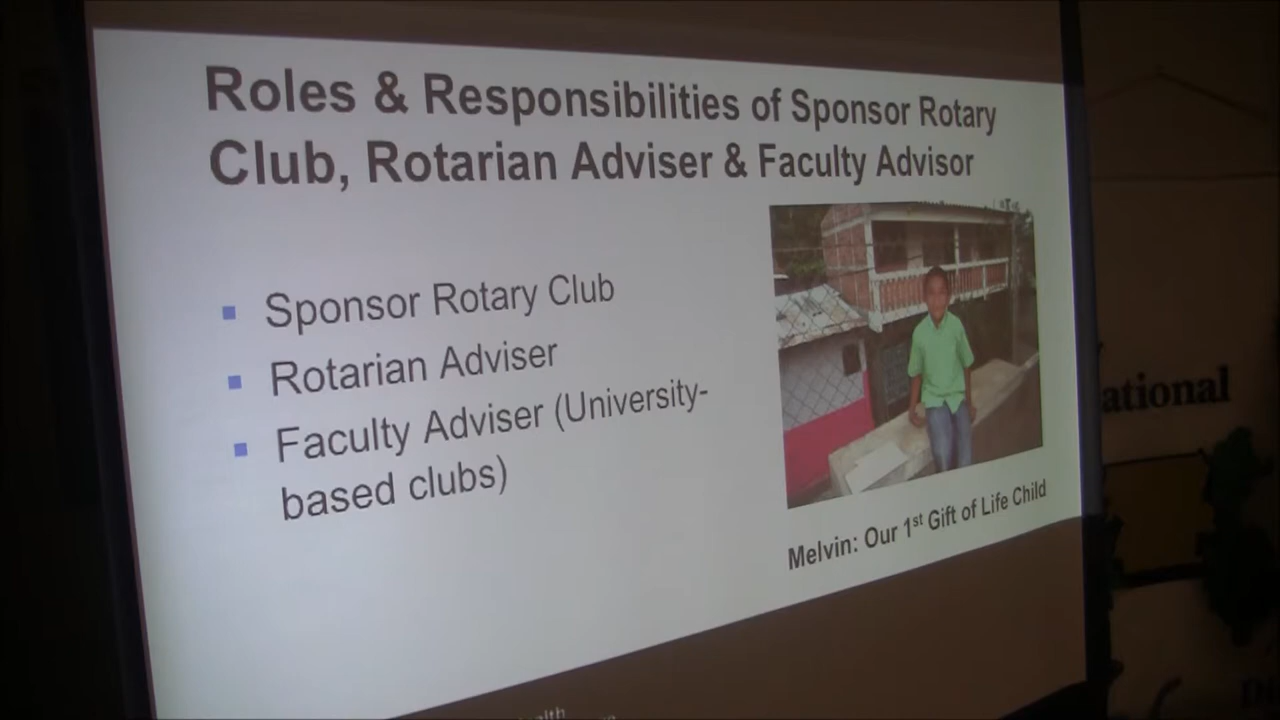 Roles & Responsibilities of Sponsor Rotary
Club, Rotarian Adviser & Faculty Advisor
▪ Sponsor Rotary Club
▪ Rotarian Adviser
▪ Faculty Adviser (University-
based clubs)
Melvin: Our 1st Gift of Life Child